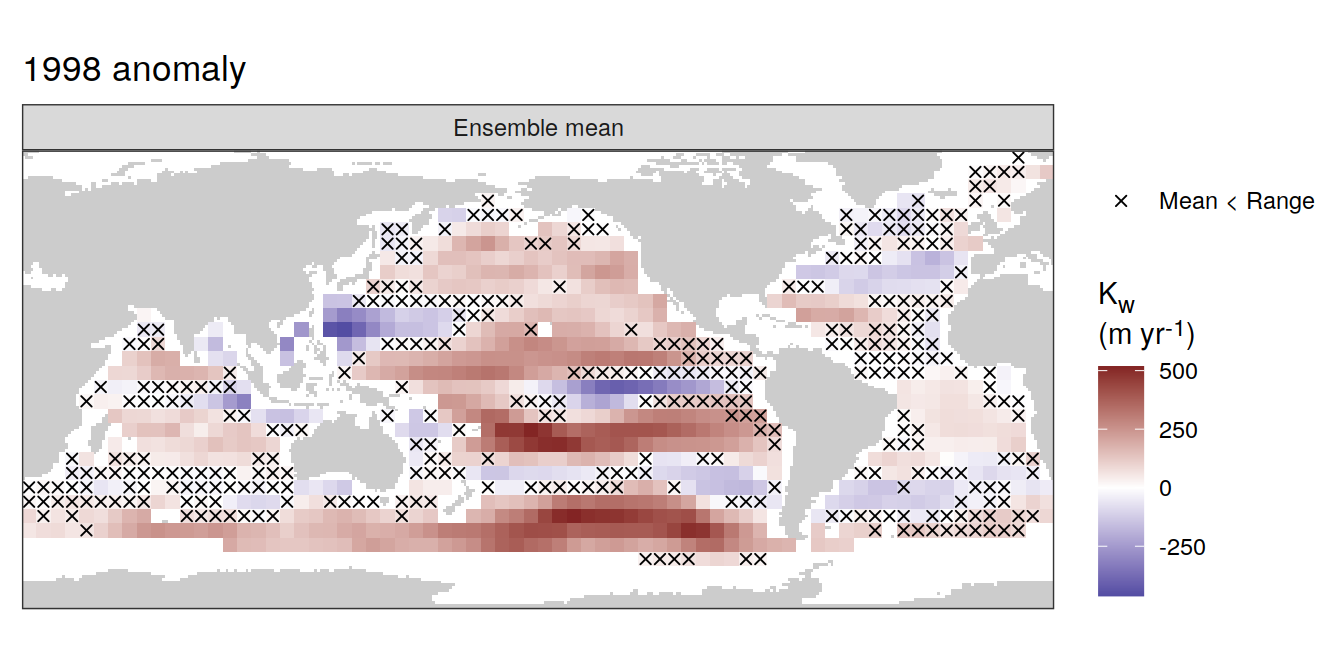 1998 anomaly
Ensemble mean
× Mean < Range
Kw
(m yr-1)
500
250
0
-250